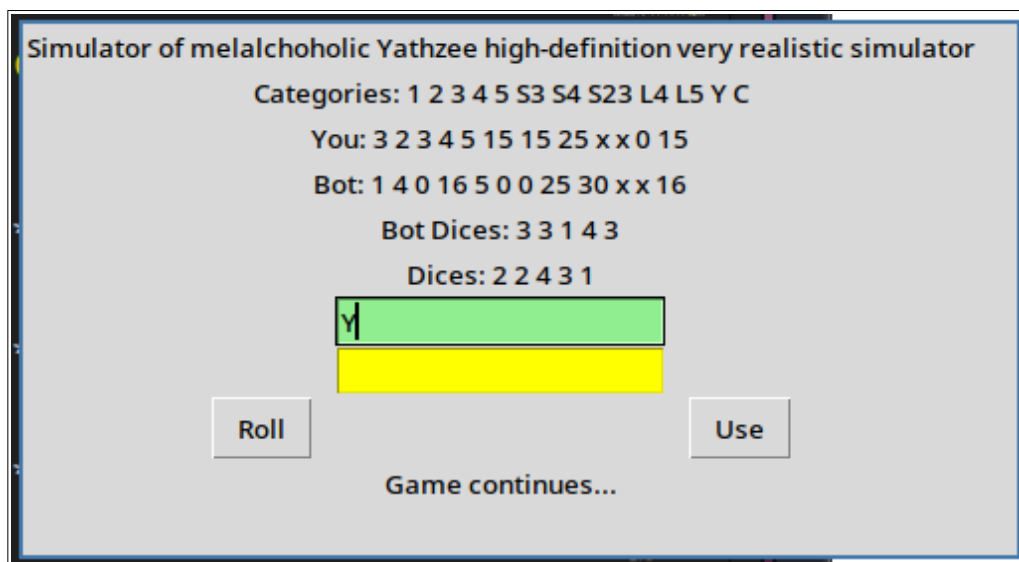 Simulator of melalchoholic Yathzee high-definition very realistic simulator
Categories: 1 2 3 4 5 S3 S4 S23 L4 L5 Y C
You: 3 2 3 4 5 15 15 25 x x 0 15
Bot: 1 4 0 16 5 0 0 25 30 x x 16
Bot Dices: 3 3 1 4 3
Dices: 2 2 4 3 1
Y
Roll Use
Game continues...